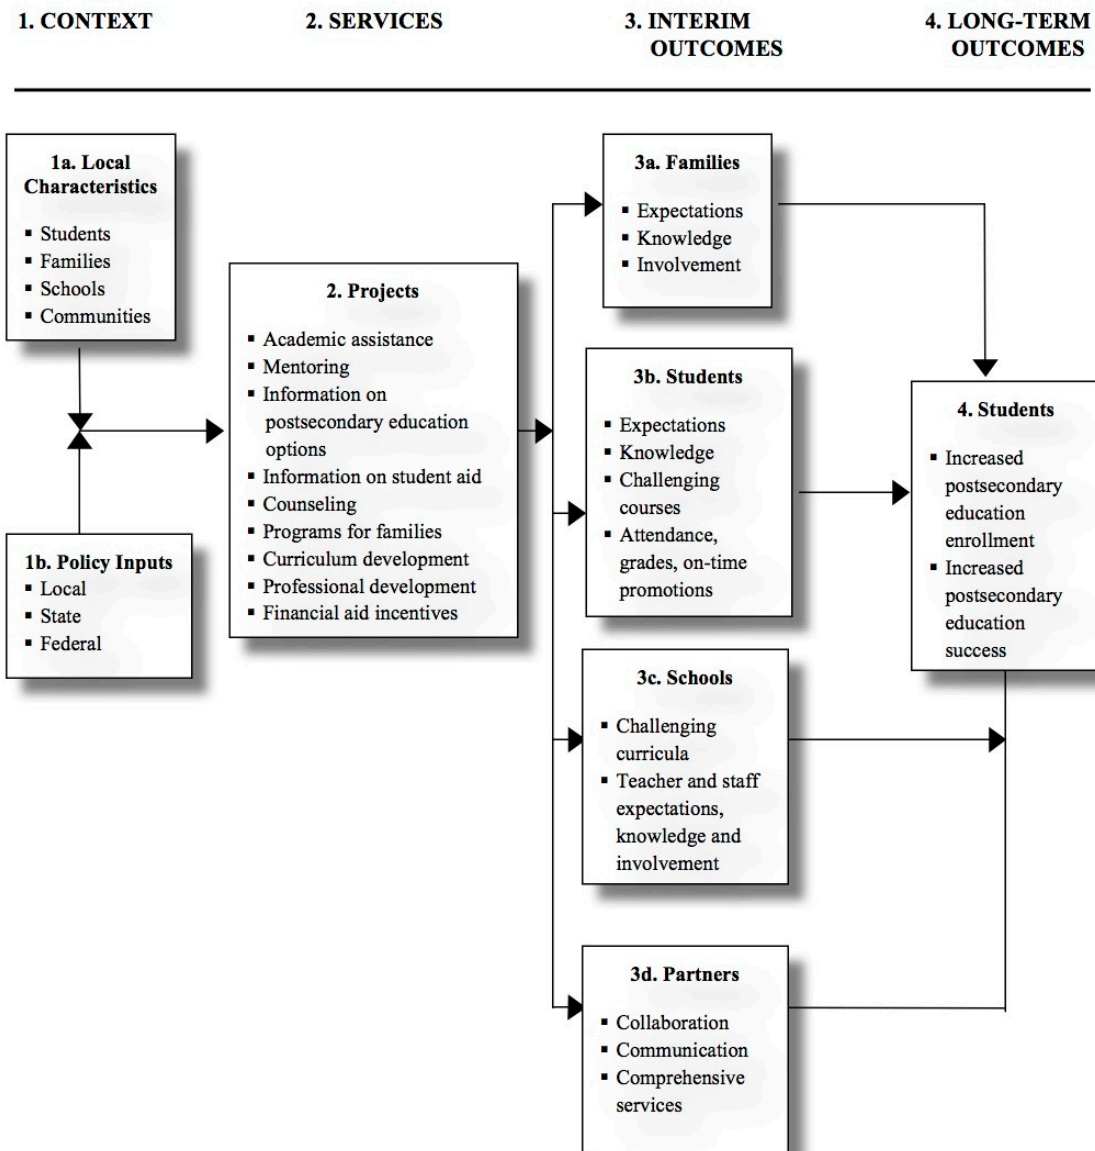 1. CONTEXT
2. SERVICES
3. INTERIM
OUTCOMES
4. LONG-TERM
OUTCOMES
1a. Local
Characteristics
▪ Students
▪ Families
▪ Schools
▪ Communities
1b. Policy Inputs
▪ Local
▪ State
▪ Federal
2. Projects
▪ Academic assistance
▪ Mentoring
▪ Information on
postsecondary education
options
▪ Information on student aid
▪ Counseling
▪ Programs for families
▪ Curriculum development
▪ Professional development
▪ Financial aid incentives
3a. Families
▪ Expectations
▪ Knowledge
▪ Involvement
3b. Students
▪ Expectations
▪ Knowledge
▪ Challenging
courses
▪ Attendance,
grades, on-time
promotions
3c. Schools
▪ Challenging
curricula
▪ Teacher and staff
expectations,
knowledge and
involvement
3d. Partners
▪ Collaboration
▪ Communication
▪ Comprehensive
services
4. Students
▪ Increased
postsecondary
education
enrollment
▪ Increased
postsecondary
education
success